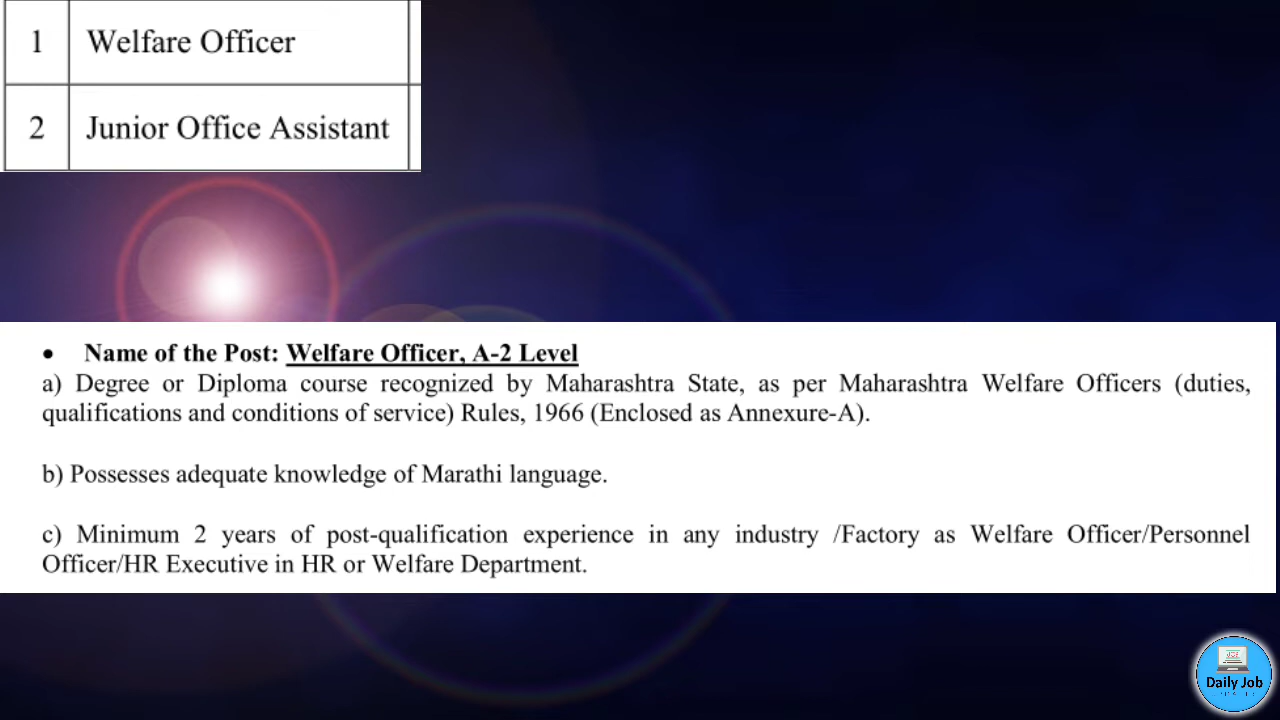 1 Welfare Officer
2 Junior Office Assistant
• Name of the Post: Welfare Officer, A-2 Level
a) Degree or Diploma course recognized by Maharashtra State, as per Maharashtra Welfare Officers (duties,
qualifications and conditions of service) Rules, 1966 (Enclosed as Annexure-A).
b) Possesses adequate knowledge of Marathi language.
c) Minimum 2 years of post-qualification experience in any industry /Factory as Welfare Officer/Personnel
Officer/HR Executive in HR or Welfare Department.
Daily Job